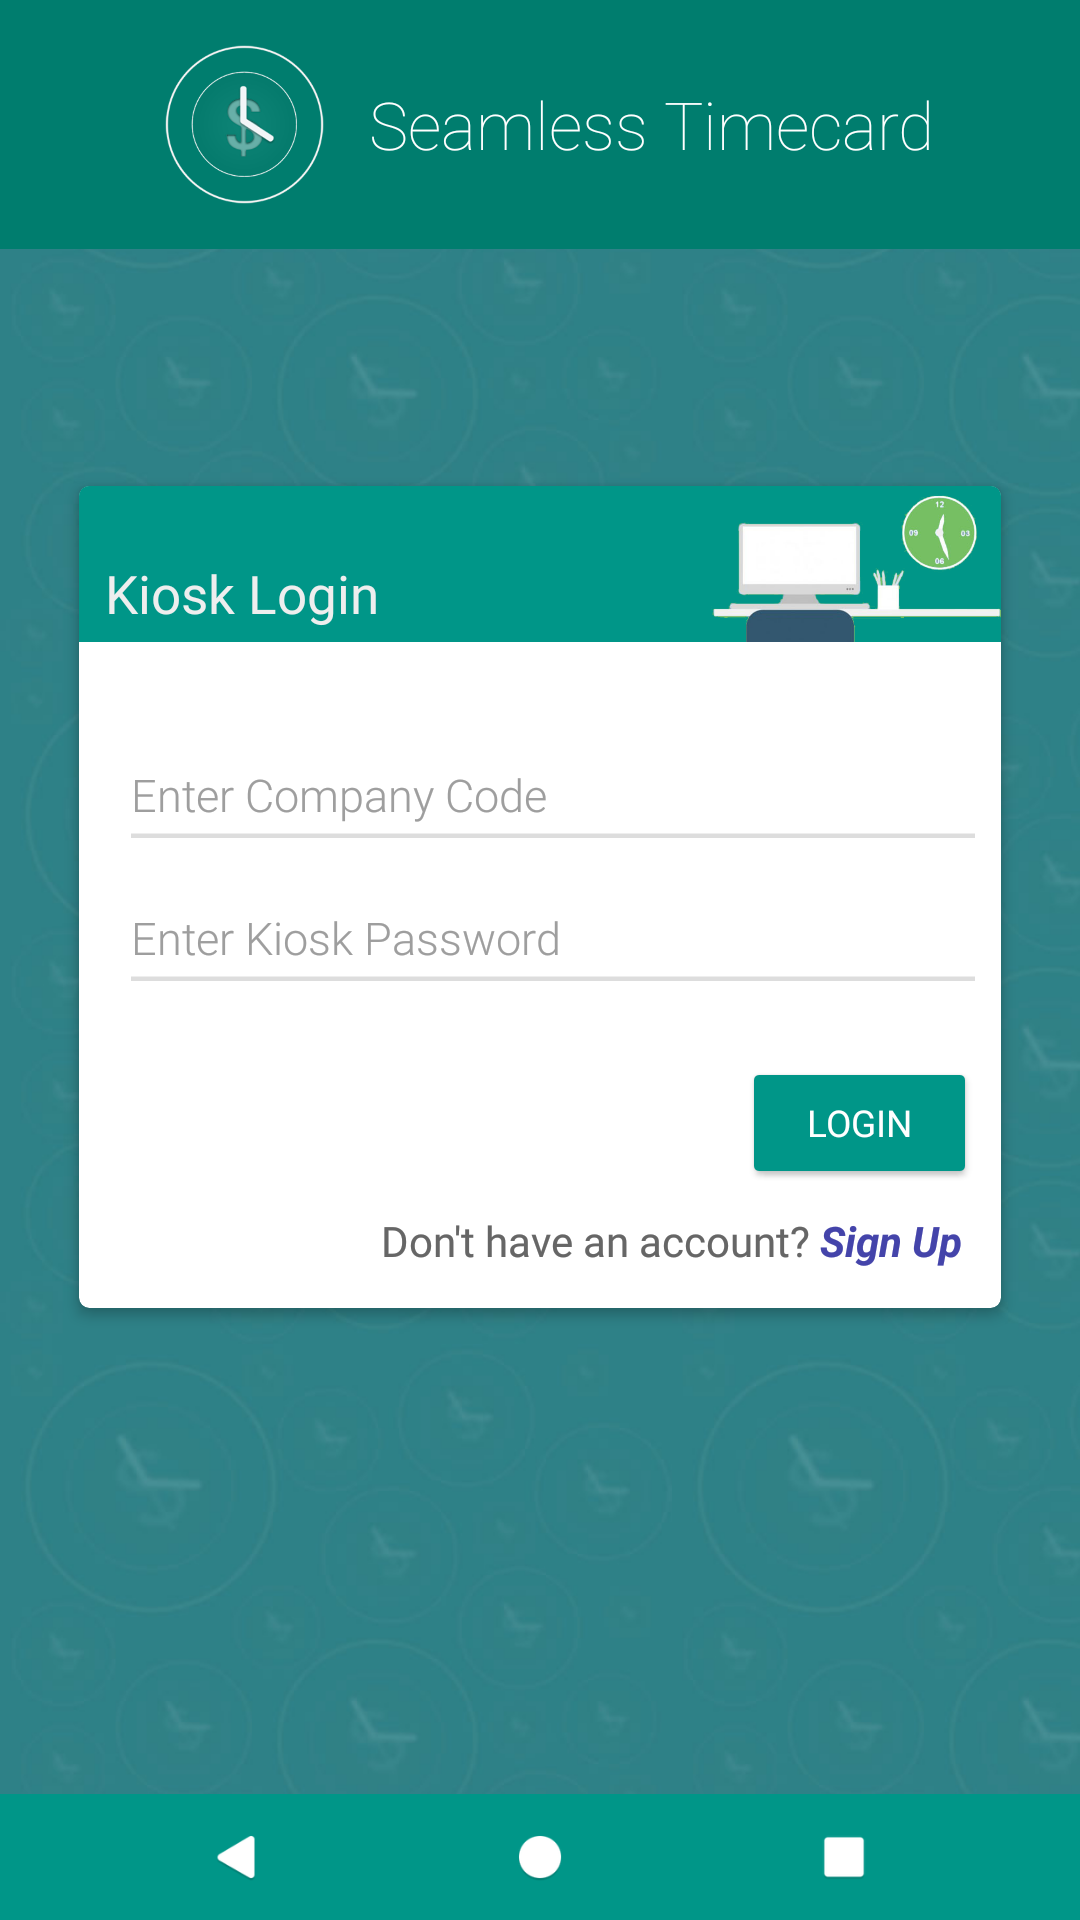 $
Seamless Timecard
Kiosk Login
12
09
03
06
Enter Company Code
Enter Kiosk Password
LOGIN
Don't have an account? Sign Up